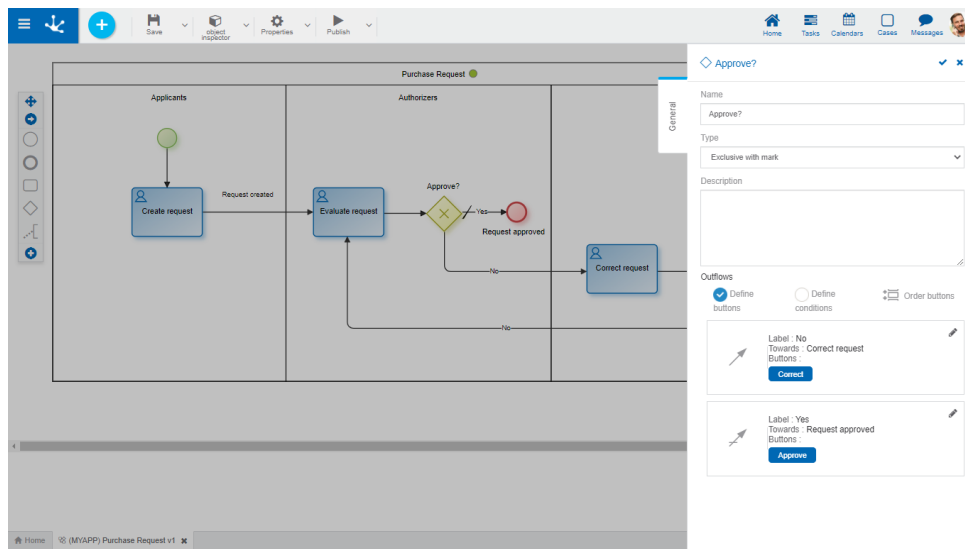 Save
object
inspector
Properties
Publish
Home
Tasks
Calendars
Cases
Messages
Purchase Request
Applicants
Authorizers
Create request
Request created
Evaluate request
Approve?
Yes
Request approved
No
Correct request
No
General
Approve?
Name
Approve?
Type
Exclusive with mark
Description
Outflows
Define
buttons
Define
conditions
Order buttons
Label : No
Towards : Correct request
Buttons :
Correct
Label : Yes
Towards : Request approved
Buttons :
Approve
Home
(MYAPP) Purchase Request v1